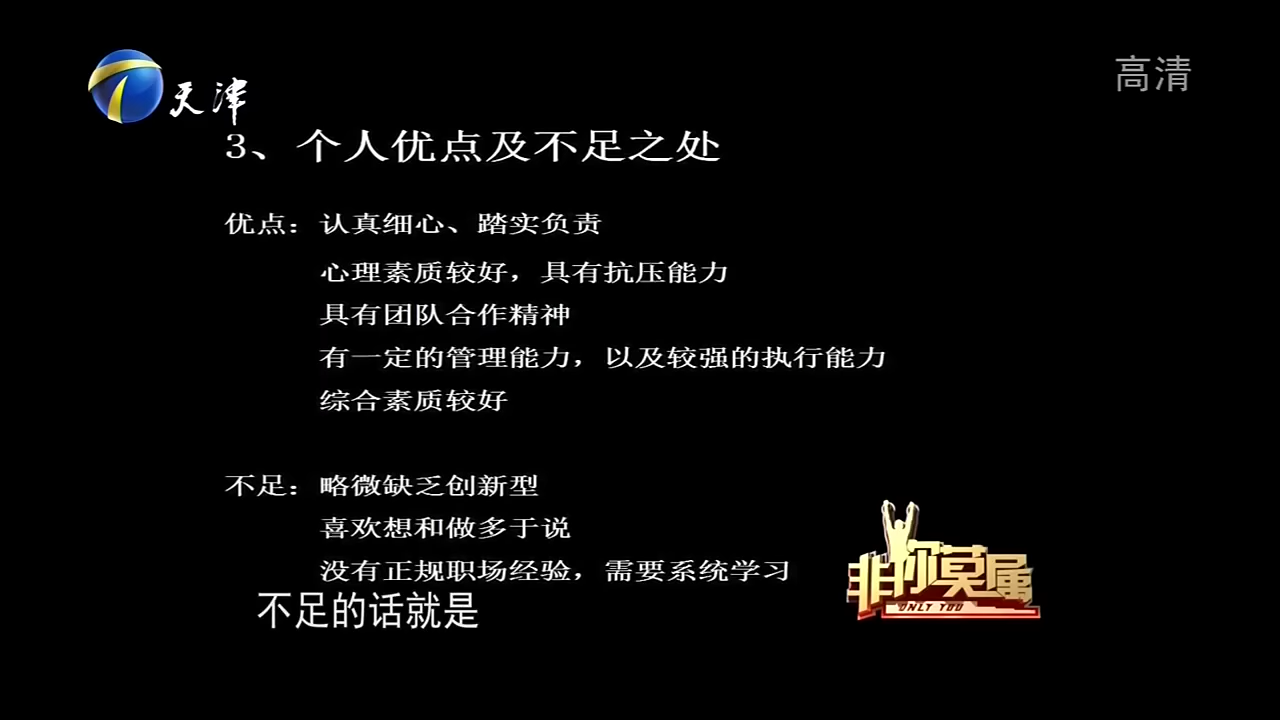 天津
高清
3、个人优点及不足之处
优点：认真细心、踏实负责
心理素质较好，具有抗压能力
具有团队合作精神
有一定的管理能力，以及较强的执行能力
综合素质较好
不足：略微缺乏创新型
喜欢想和做多于说
没有正规职场经验，需要系统学习
不足的话就是
非你莫属
ONLY YOU